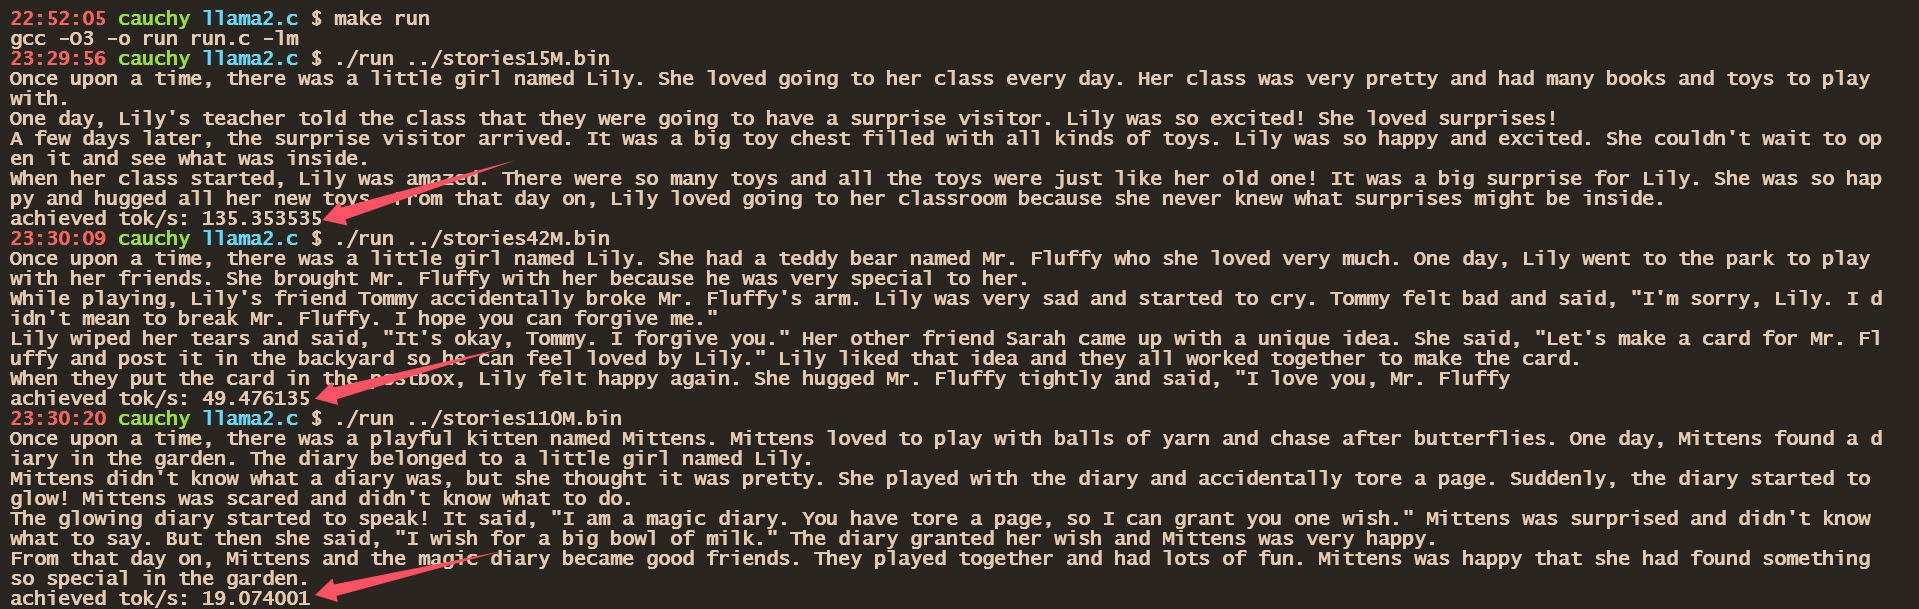 22:52:05 cauchy llama2.c $ make run
gcc -O3 -o run run.c -lm
23:29:56 cauchy llama2.c $ ./run ../stories15M.bin
Once upon a time, there was a little girl named Lily. She loved going to her class every day. Her class was very pretty and had many books and toys to play
with.
One day, Lily's teacher told the class that they were going to have a surprise visitor. Lily was so excited! She loved surprises!
A few days later, the surprise visitor arrived. It was a big toy chest filled with all kinds of toys. Lily was so happy and excited. She couldn't wait to op
en it and see what was inside.
When her class started, Lily was amazed. There were so many toys and all the toys were just like her old one! It was a big surprise for Lily. She was so hap
py and hugged all her new toys. From that day on, Lily loved going to her classroom because she never knew what surprises might be inside.
achieved tok/s: 135.353535
23:30:09 cauchy llama2.c $ ./run ../stories42M.bin
Once upon a time, there was a little girl named Lily. She had a teddy bear named Mr. Fluffy who she loved very much. One day, Lily went to the park to play
with her friends. She brought Mr. Fluffy with her because he was very special to her.
While playing, Lily's friend Tommy accidentally broke Mr. Fluffy's arm. Lily was very sad and started to cry. Tommy felt bad and said, "I'm sorry, Lily. I d
idn't mean to break Mr. Fluffy. I hope you can forgive me."
Lily wiped her tears and said, "It's okay, Tommy. I forgive you." Her other friend Sarah came up with a unique idea. She said, "Let's make a card for Mr. Fl
uffy and post it in the backyard so he can feel loved by Lily." Lily liked that idea and they all worked together to make the card.
When they put the card in the postbox, Lily felt happy again. She hugged Mr. Fluffy tightly and said, "I love you, Mr. Fluffy
achieved tok/s: 49.476135
23:30:20 cauchy llama2.c $ ./run ../stories110M.bin
Once upon a time, there was a playful kitten named Mittens. Mittens loved to play with balls of yarn and chase after butterflies. One day, Mittens found a d
iary in the garden. The diary belonged to a little girl named Lily.
Mittens didn't know what a diary was, but she thought it was pretty. She played with the diary and accidentally tore a page. Suddenly, the diary started to
glow! Mittens was scared and didn't know what to do.
The glowing diary started to speak! It said, "I am a magic diary. You have tore a page, so I can grant you one wish." Mittens was surprised and didn't know
what to say. But then she said, "I wish for a big bowl of milk." The diary granted her wish and Mittens was very happy.
From that day on, Mittens and the magic diary became good friends. They played together and had lots of fun. Mittens was happy that she had found something
so special in the garden.
achieved tok/s: 19.074001